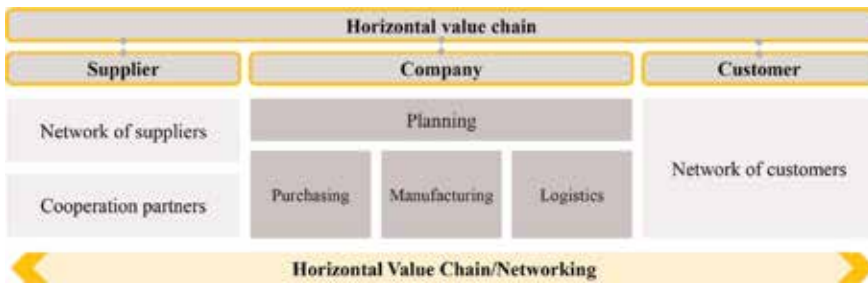 Horizontal value chain
Supplier
Company
Customer
Network of suppliers
Cooperation partners
Planning
Purchasing
Manufacturing
Logistics
Network of customers
Horizontal Value Chain/Networking